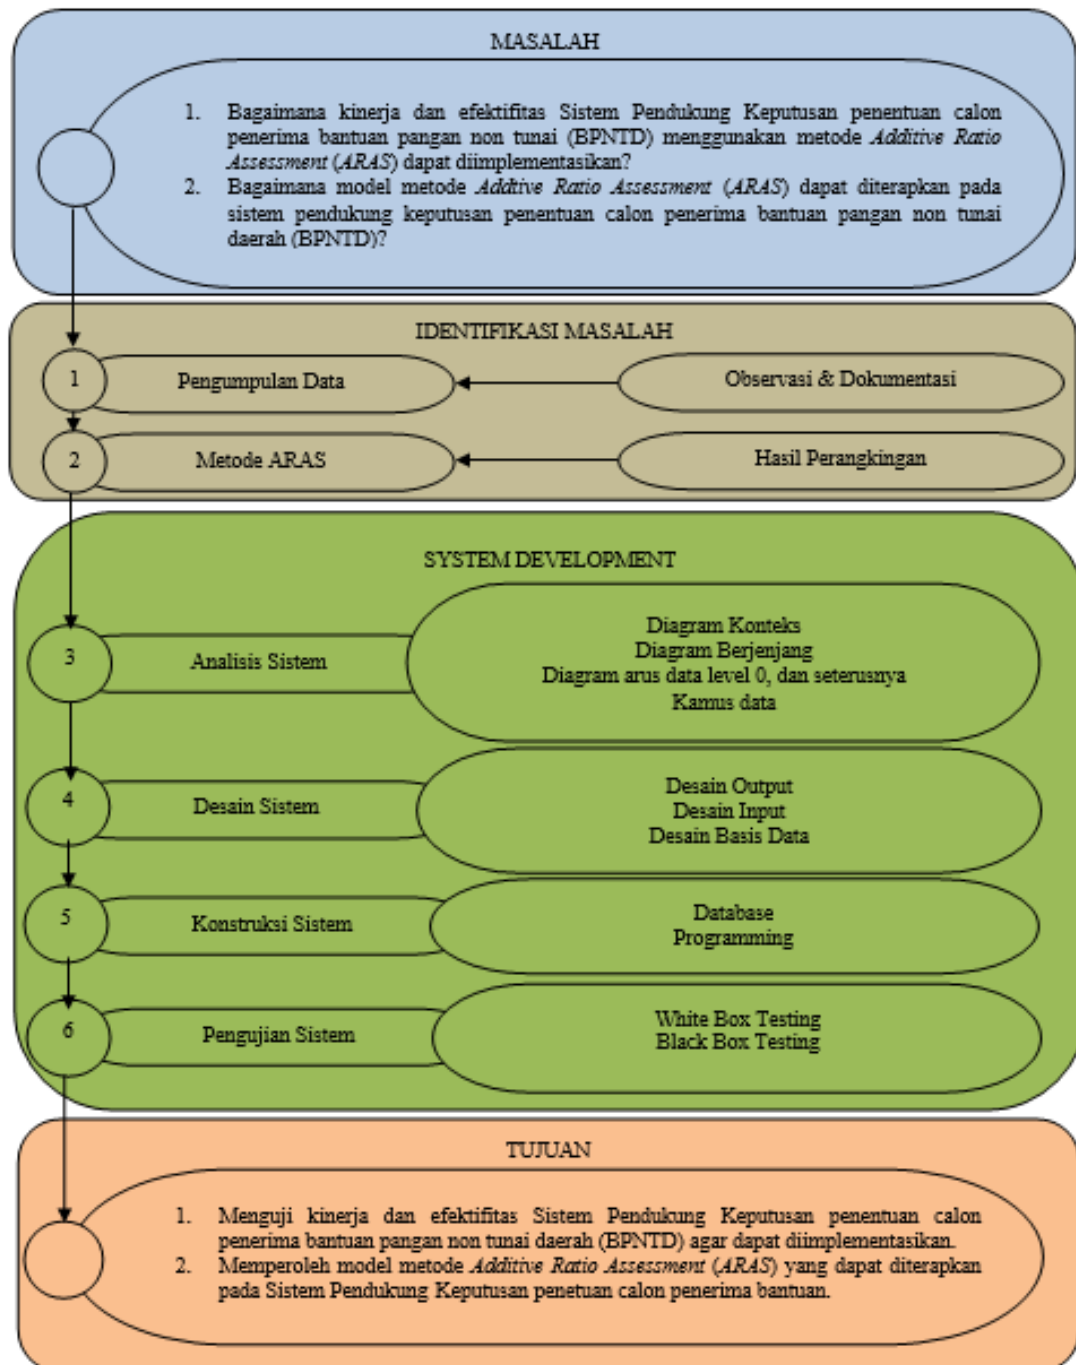 MASALAH
1. Bagaimana kinerja dan efektifitas Sistem Pendukung Keputusan penentuan calon
penerima bantuan pangan non tunai (BPNTD) menggunakan metode Additive Ratio
Assessment (ARAS) dapat diimplementasikan?
2. Bagaimana model metode Addtive Ratio Assessment (ARAS) dapat diterapkan pada
sistem pendukung keputusan penentuan calon penerima bantuan pangan non tunai
daerah (BPNTD)?
IDENTIFIKASI MASALAH
1
Pengumpulan Data
Observasi & Dokumentasi
2
Metode ARAS
Hasil Perangkingan
SYSTEM DEVELOPMENT
3
Analisis Sistem
Diagram Konteks
Diagram Berjenjang
Diagram arus data level 0, dan seterusnya
Kamus data
4
Desain Sistem
Desain Output
Desain Input
Desain Basis Data
5
Konstruksi Sistem
Database
Programming
6
Pengujian Sistem
White Box Testing
Black Box Testing
TUJUAN
1. Menguji kinerja dan efektifitas Sistem Pendukung Keputusan penentuan calon
penerima bantuan pangan non tunai daerah (BPNTD) agar dapat diimplementasikan.
2. Memperoleh model metode Additive Ratio Assessment (ARAS) yang dapat diterapkan
pada Sistem Pendukung Keputusan penetuan calon penerima bantuan.